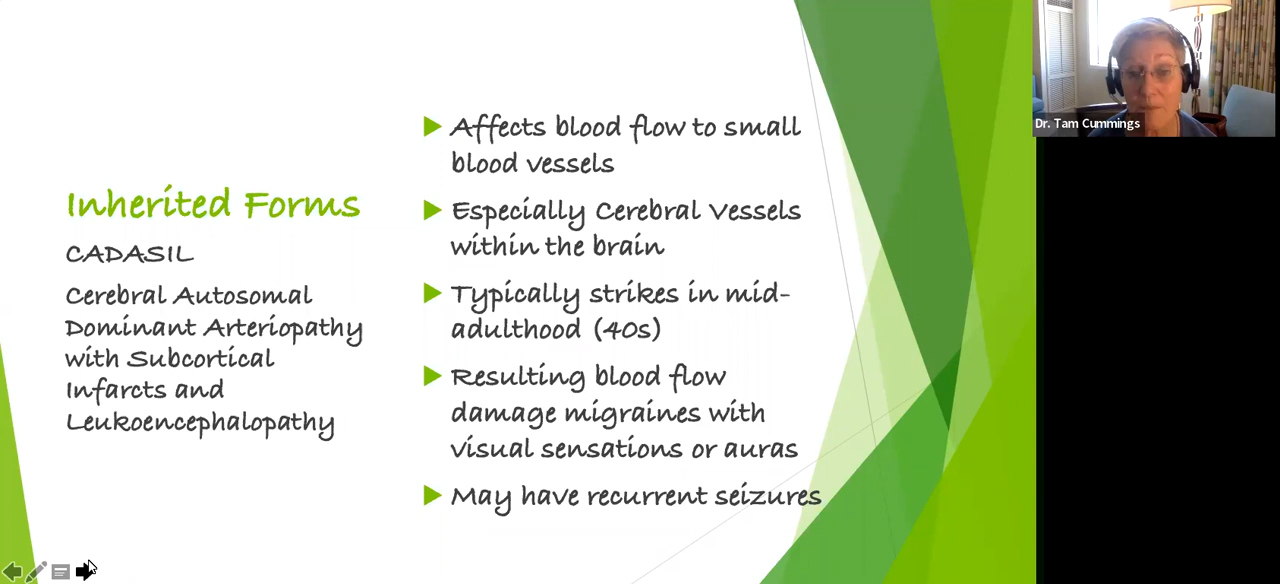 Inherited Forms
CADASIL
Cerebral Autosomal
Dominant Arteriopathy
with Subcortical
Infarcts and
Leukoencephalopathy
Affects blood flow to small
blood vessels
Especially Cerebral Vessels
within the brain
Typically strikes in mid-
adulthood (40s)
Resulting blood flow
damage migraines with
visual sensations or auras
May have recurrent seizures
Dr. Tam Cummings